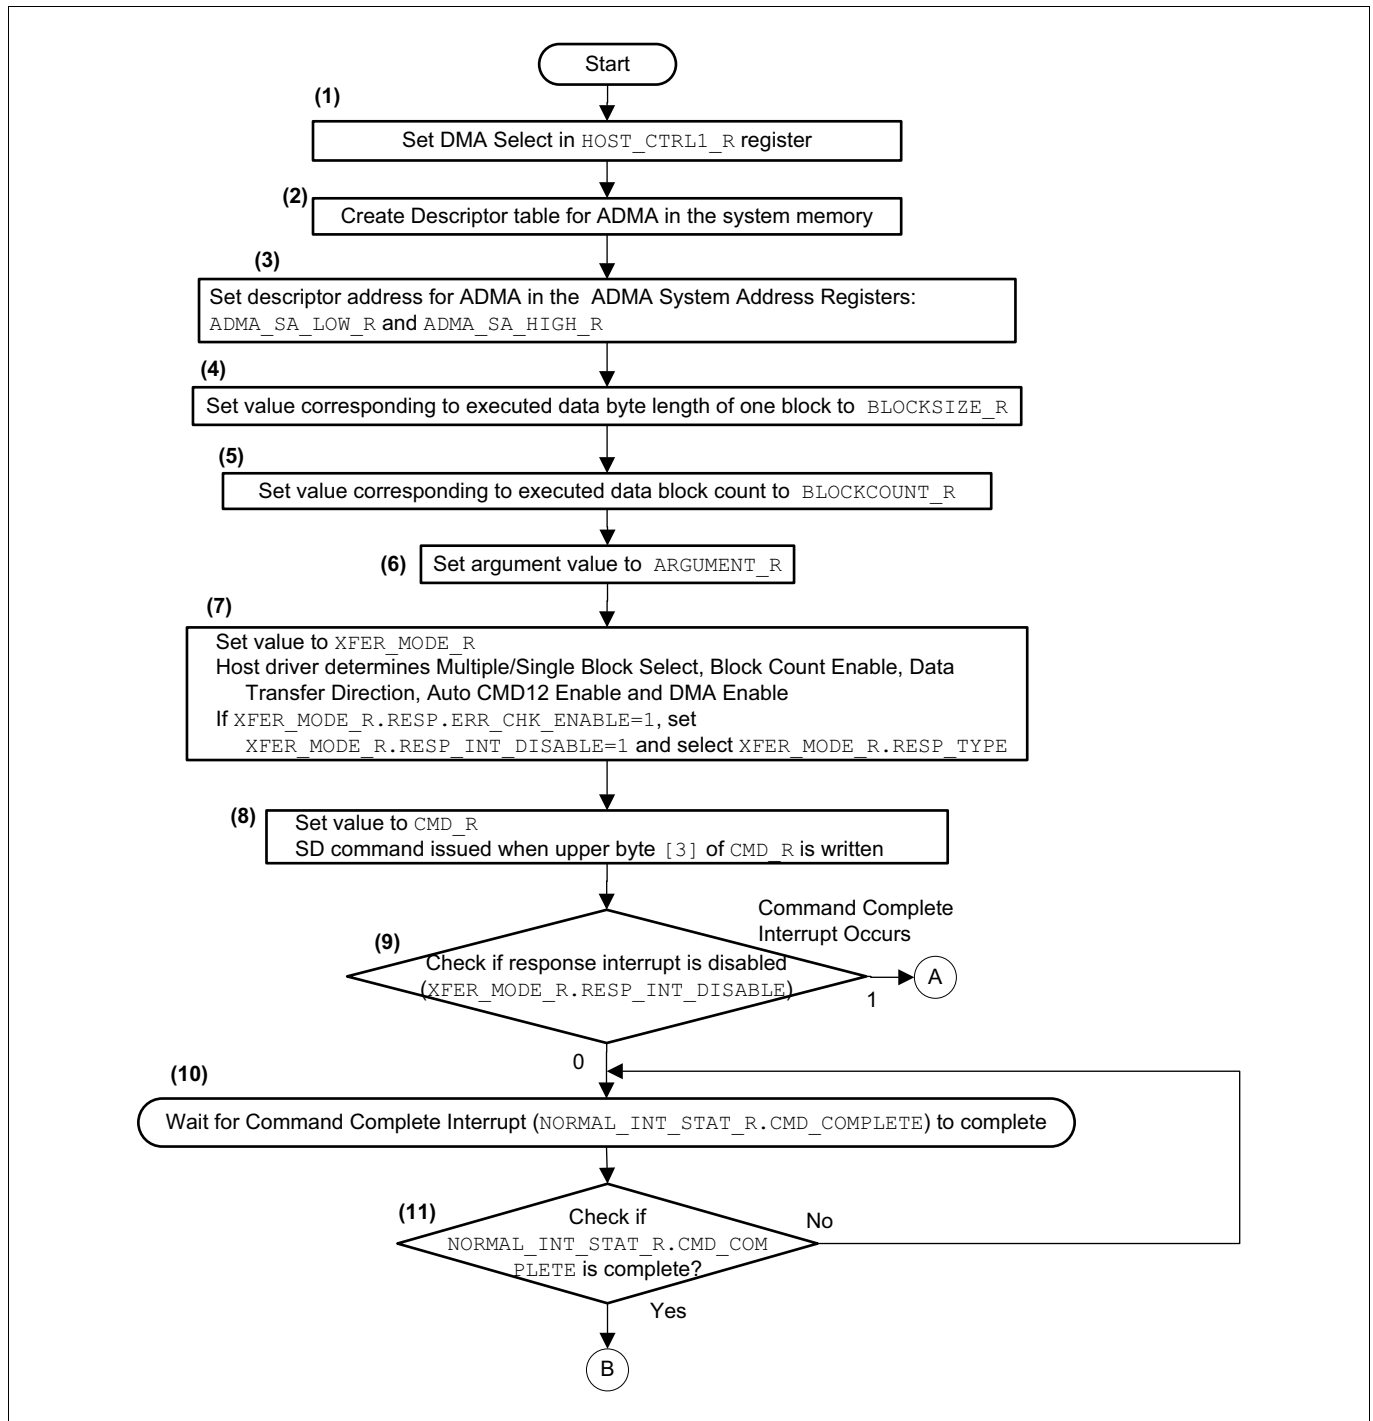 Start
(1)
Set DMA Select in HOST_CTRL1_R register
(2)
Create Descriptor table for ADMA in the system memory
(3)
Set descriptor address for ADMA in the ADMA System Address Registers:
ADMA_SA_LOW_R and ADMA_SA_HIGH_R
(4)
Set value corresponding to executed data byte length of one block to BLOCKSIZE_R
(5)
Set value corresponding to executed data block count to BLOCKCOUNT_R
(6)
Set argument value to ARGUMENT_R
(7)
Set value to XFER_MODE_R
Host driver determines Multiple/Single Block Select, Block Count Enable, Data
Transfer Direction, Auto CMD12 Enable and DMA Enable
If XFER_MODE_R.RESP.ERR_CHK_ENABLE=1, set
XFER_MODE_R.RESP_INT_DISABLE=1 and select XFER_MODE_R.RESP_TYPE
(8)
Set value to CMD_R
SD command issued when upper byte [3] of CMD_R is written
Command Complete
Interrupt Occurs
(9)
Check if response interrupt is disabled
(XFER_MODE_R.RESP_INT_DISABLE)
A
1
0
(10)
Wait for Command Complete Interrupt (NORMAL_INT_STAT_R.CMD_COMPLETE) to complete
(11)
Check if
NORMAL_INT_STAT_R.CMD_COM
PLETE is complete?
No
Yes
B